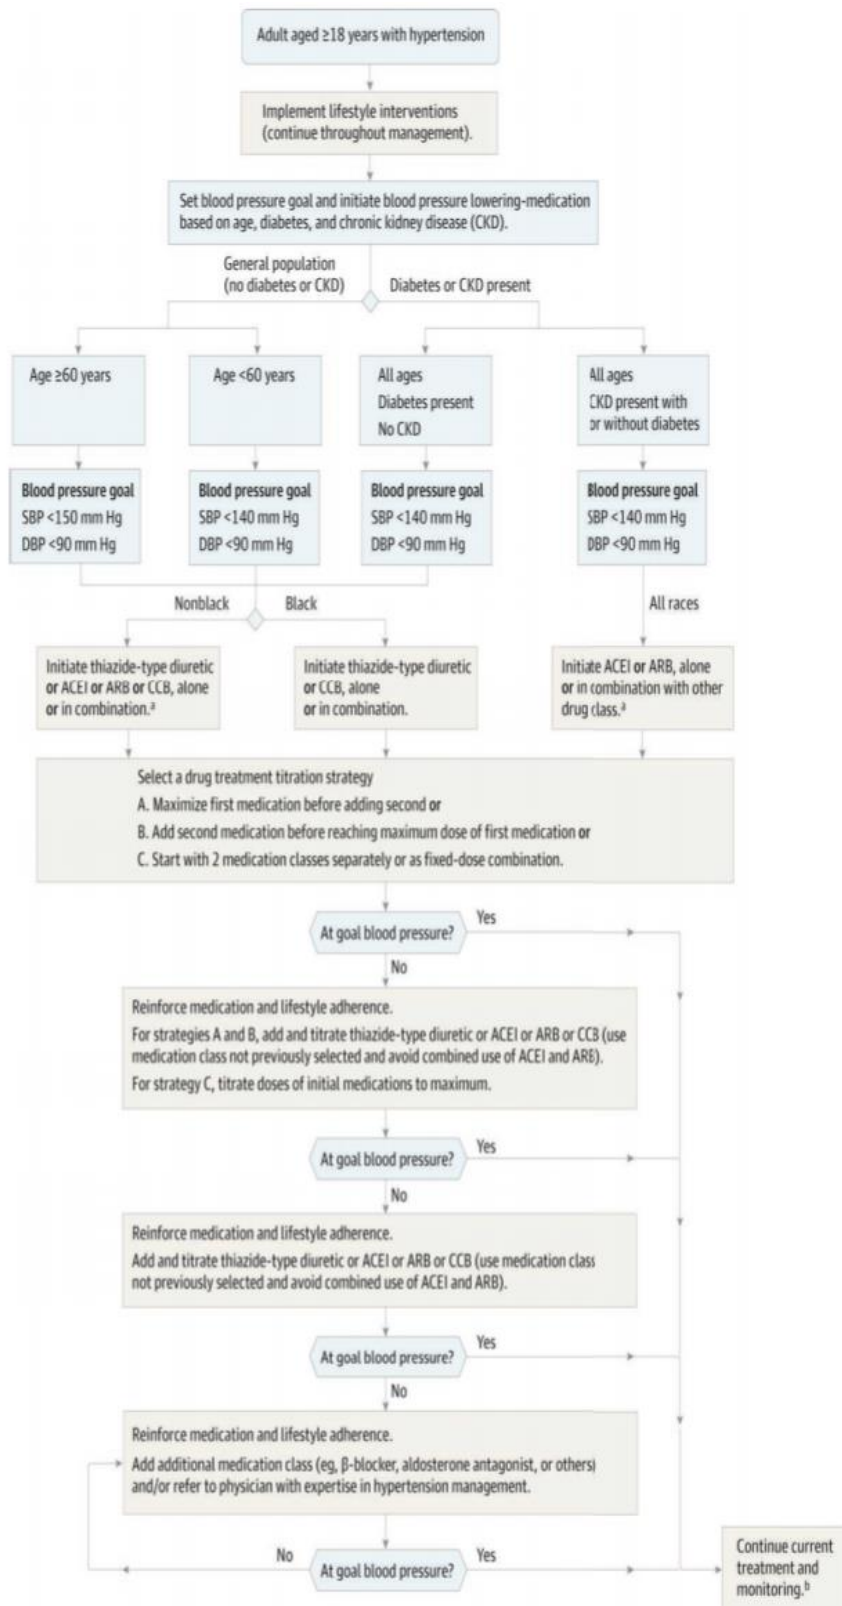 Adult aged ≥18 years with hypertension
Implement lifestyle interventions
(continue throughout management).
Set blood pressure goal and initiate blood pressure lowering-medication
based on age, diabetes, and chronic kidney disease (CKD).
General population
(no diabetes or CKD)
Diabetes or CKD present
Age ≥60 years
Age <60 years
All ages
Diabetes present
No CKD
All ages
CKD present with
or without diabetes
Blood pressure goal
SBP <150 mm Hg
DBP <90 mm Hg
Blood pressure goal
SBP <140 mm Hg
DBP <90 mm Hg
Blood pressure goal
SBP <140 mm Hg
DBP <90 mm Hg
Blood pressure goal
SBP <140 mm Hg
DBP <90 mm Hg
Nonblack
Black
All races
Initiate thiazide-type diuretic
or ACEI or ARB or CCB, alone
or in combination.ª
Initiate thiazide-type diuretic
or CCB, alone
or in combination.
Initiate ACEI or ARB, alone
or in combination with other
drug class.ª
Select a drug treatment titration strategy
A. Maximize first medication before adding second or
B. Add second medication before reaching maximum dose of first medication or
C. Start with 2 medication classes separately or as fixed-dose combination.
At goal blood pressure?
Yes
No
Reinforce medication and lifestyle adherence.
For strategies A and B, add and titrate thiazide-type diuretic or ACEI or ARB or CCB (use
medication class not previously selected and avoid combined use of ACEI and ARB).
For strategy C, titrate doses of initial medications to maximum.
At goal blood pressure?
Yes
No
Reinforce medication and lifestyle adherence.
Add and titrate thiazide-type diuretic or ACEI or ARB or CCB (use medication class
not previously selected and avoid combined use of ACEI and ARB).
At goal blood pressure?
Yes
No
Reinforce medication and lifestyle adherence.
Add additional medication class (eg, β-blocker, aldosterone antagonist, or others)
and/or refer to physician with expertise in hypertension management.
No
At goal blood pressure?
Yes
Continue current
treatment and
monitoring.ᵇ